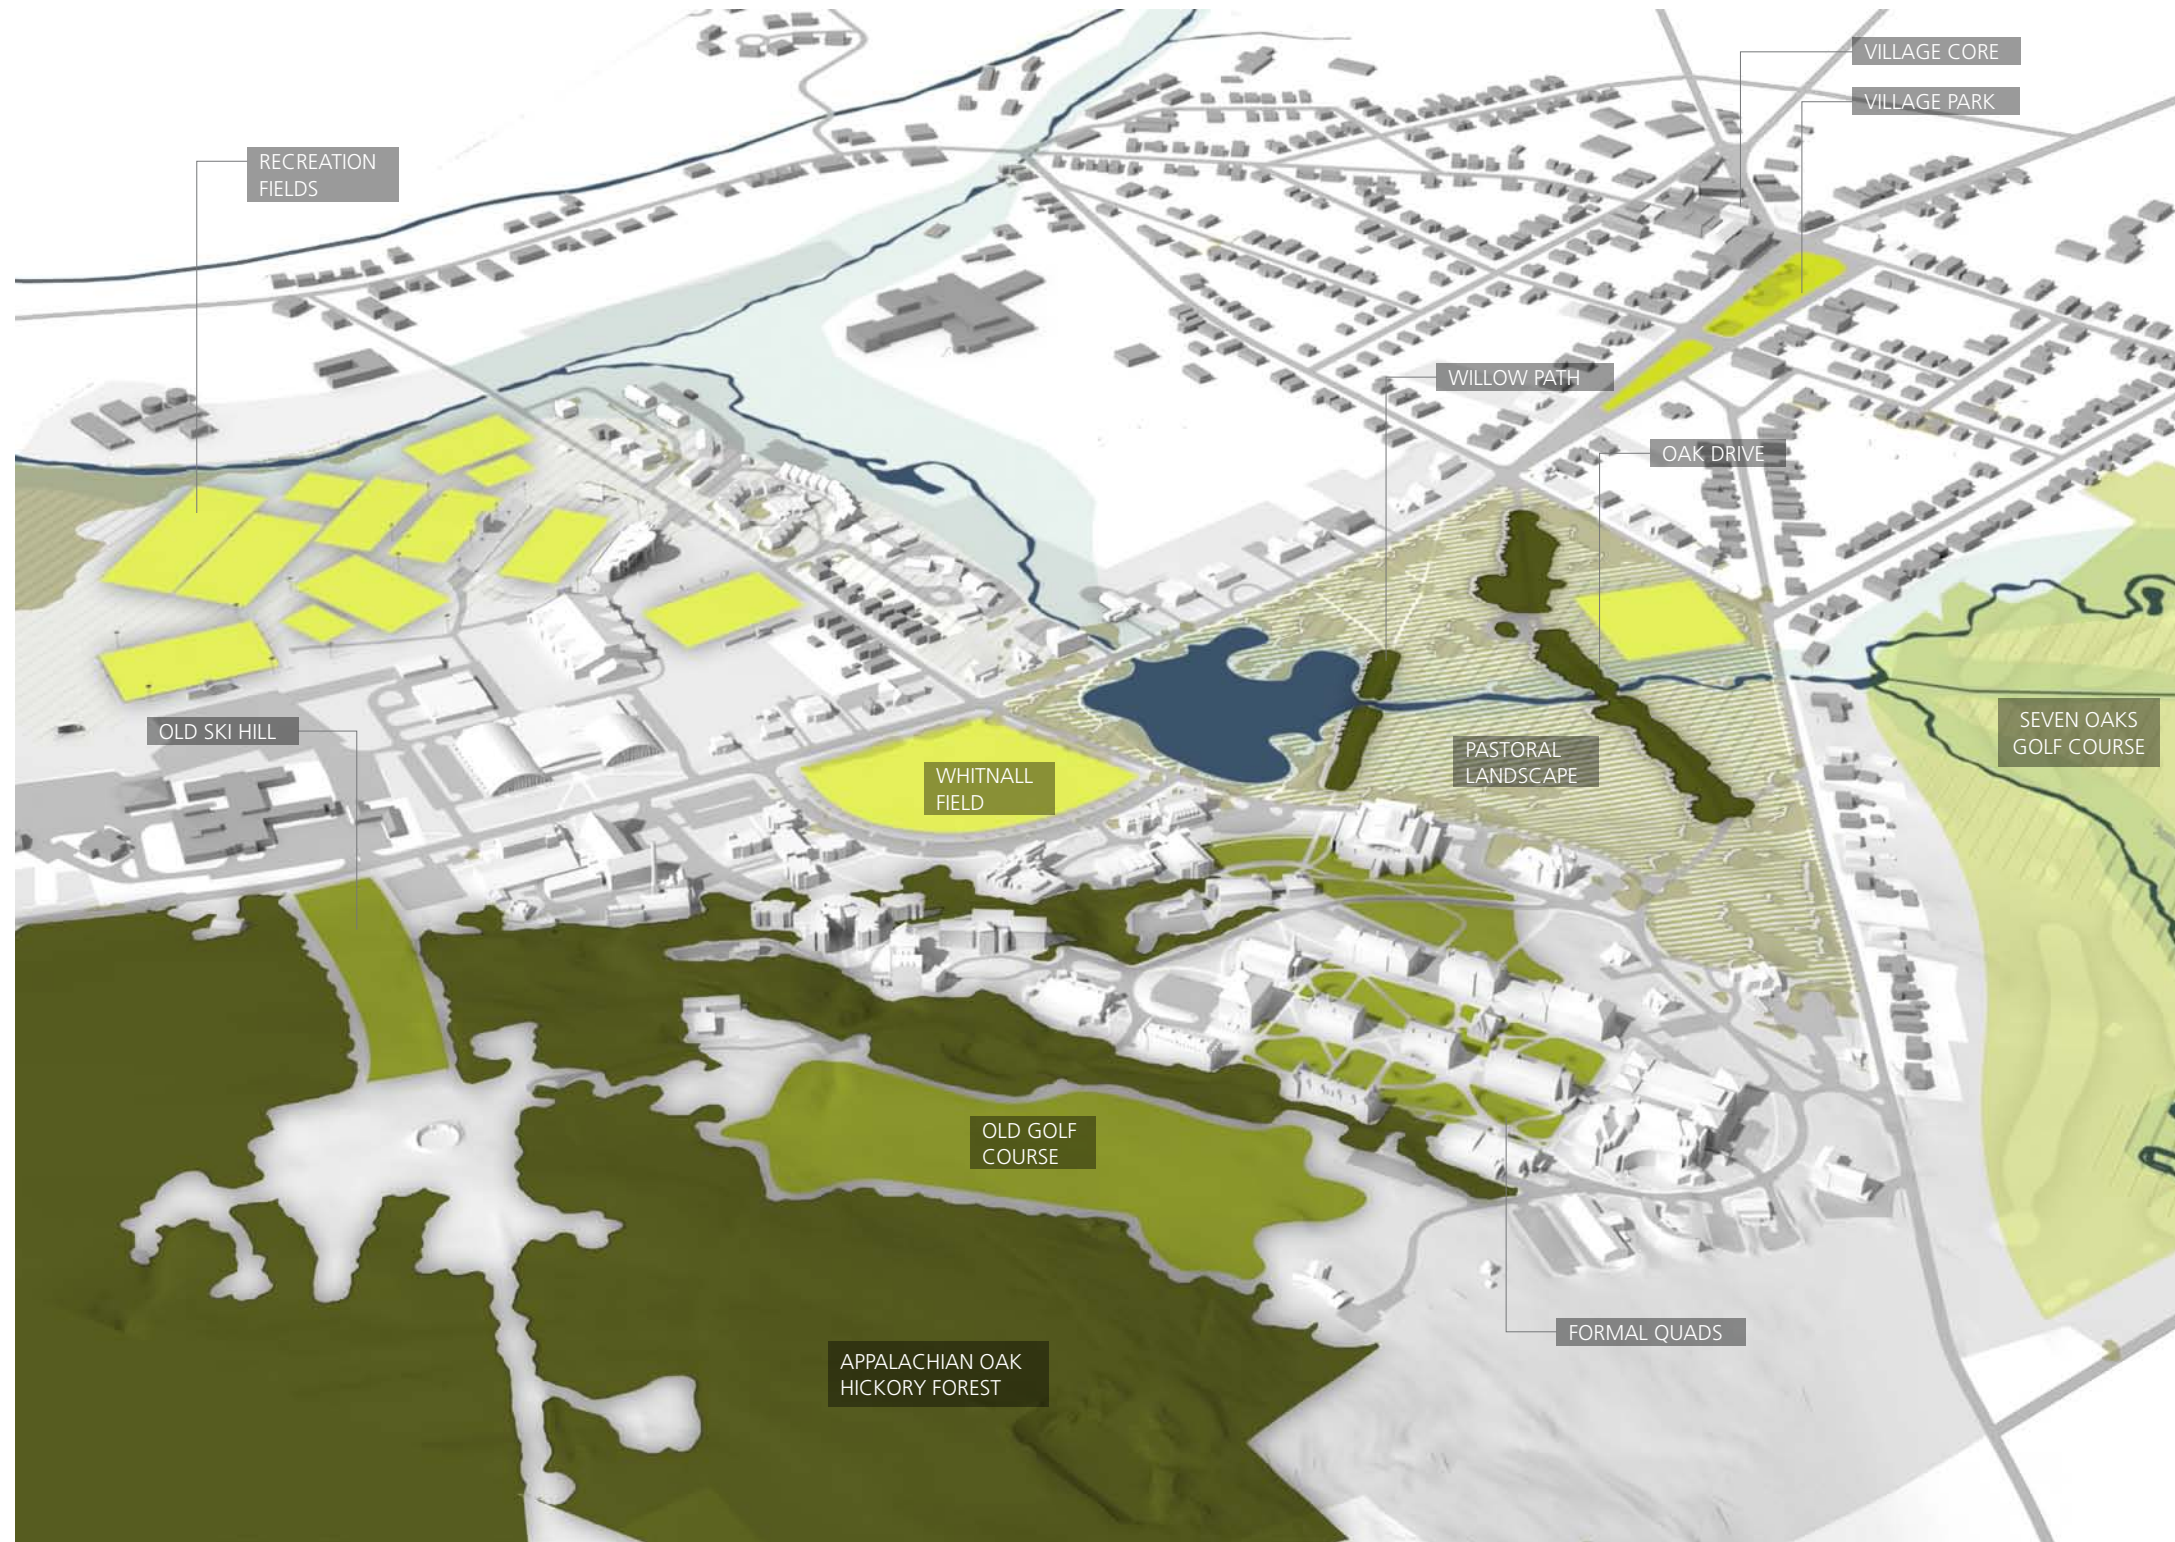 VILLAGE CORE
VILLAGE PARK
RECREATION
FIELDS
WILLOW PATH
OAK DRIVE
OLD SKI HILL
SEVEN OAKS
GOLF COURSE
PASTORAL
LANDSCAPE
WHITNALL
FIELD
OLD GOLF
COURSE
FORMAL QUADS
APPALACHIAN OAK
HICKORY FOREST